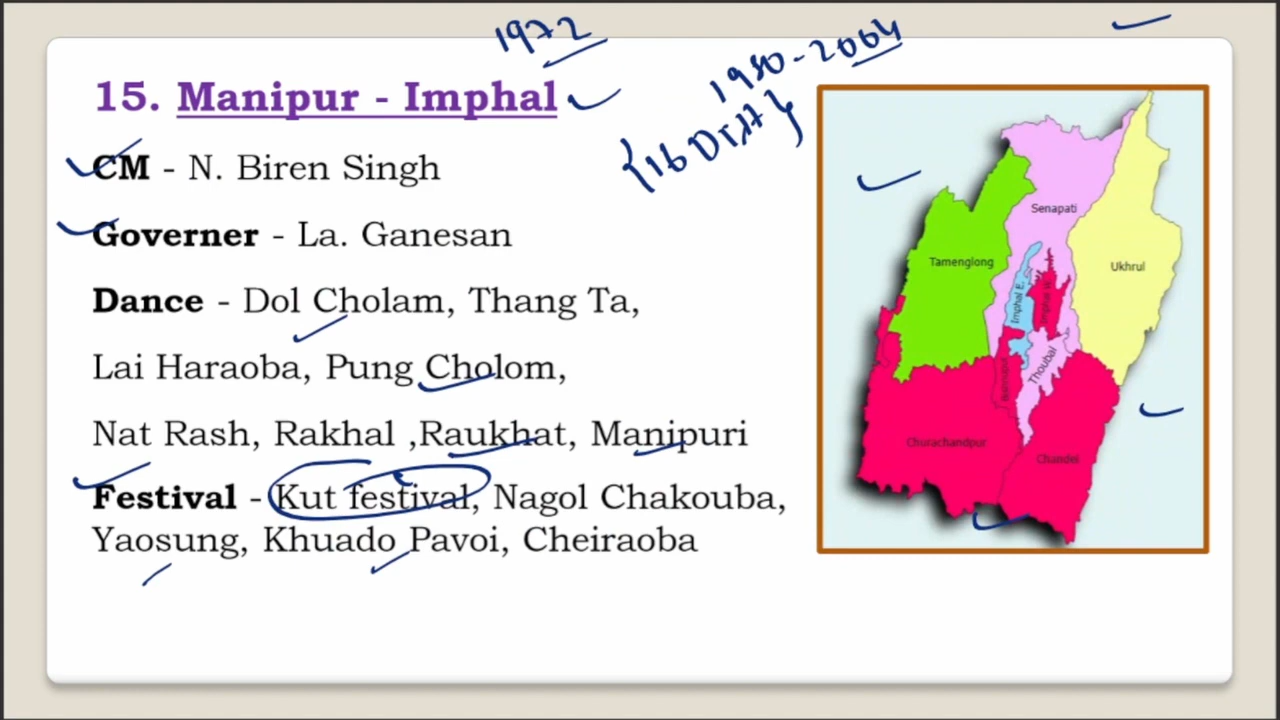 1972
1980-2004
15. Manipur - Imphal
{16 Distt}
CM - N. Biren Singh
Governer - La. Ganesan
Dance - Dol Cholam, Thang Ta,
Lai Haraoba, Pung Cholom,
Nat Rash, Rakhal ,Raukhat, Manipuri
Festival - Kut festival, Nagol Chakouba,
Yaosung, Khuado Pavoi, Cheiraoba
Senapati
Tamenglong
Ukhrul
Imphal E.
Imphal W.
Thoubal
Churachandpur
Chandel